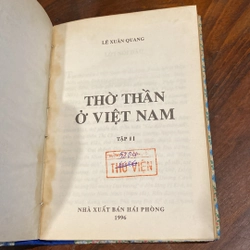 LÊ XUÂN QUANG
THỜ THẦN
Ở VIỆT NAM
TẬP II
THƯ VIỆN
NHÀ XUẤT BẢN HẢI PHÒNG
1996